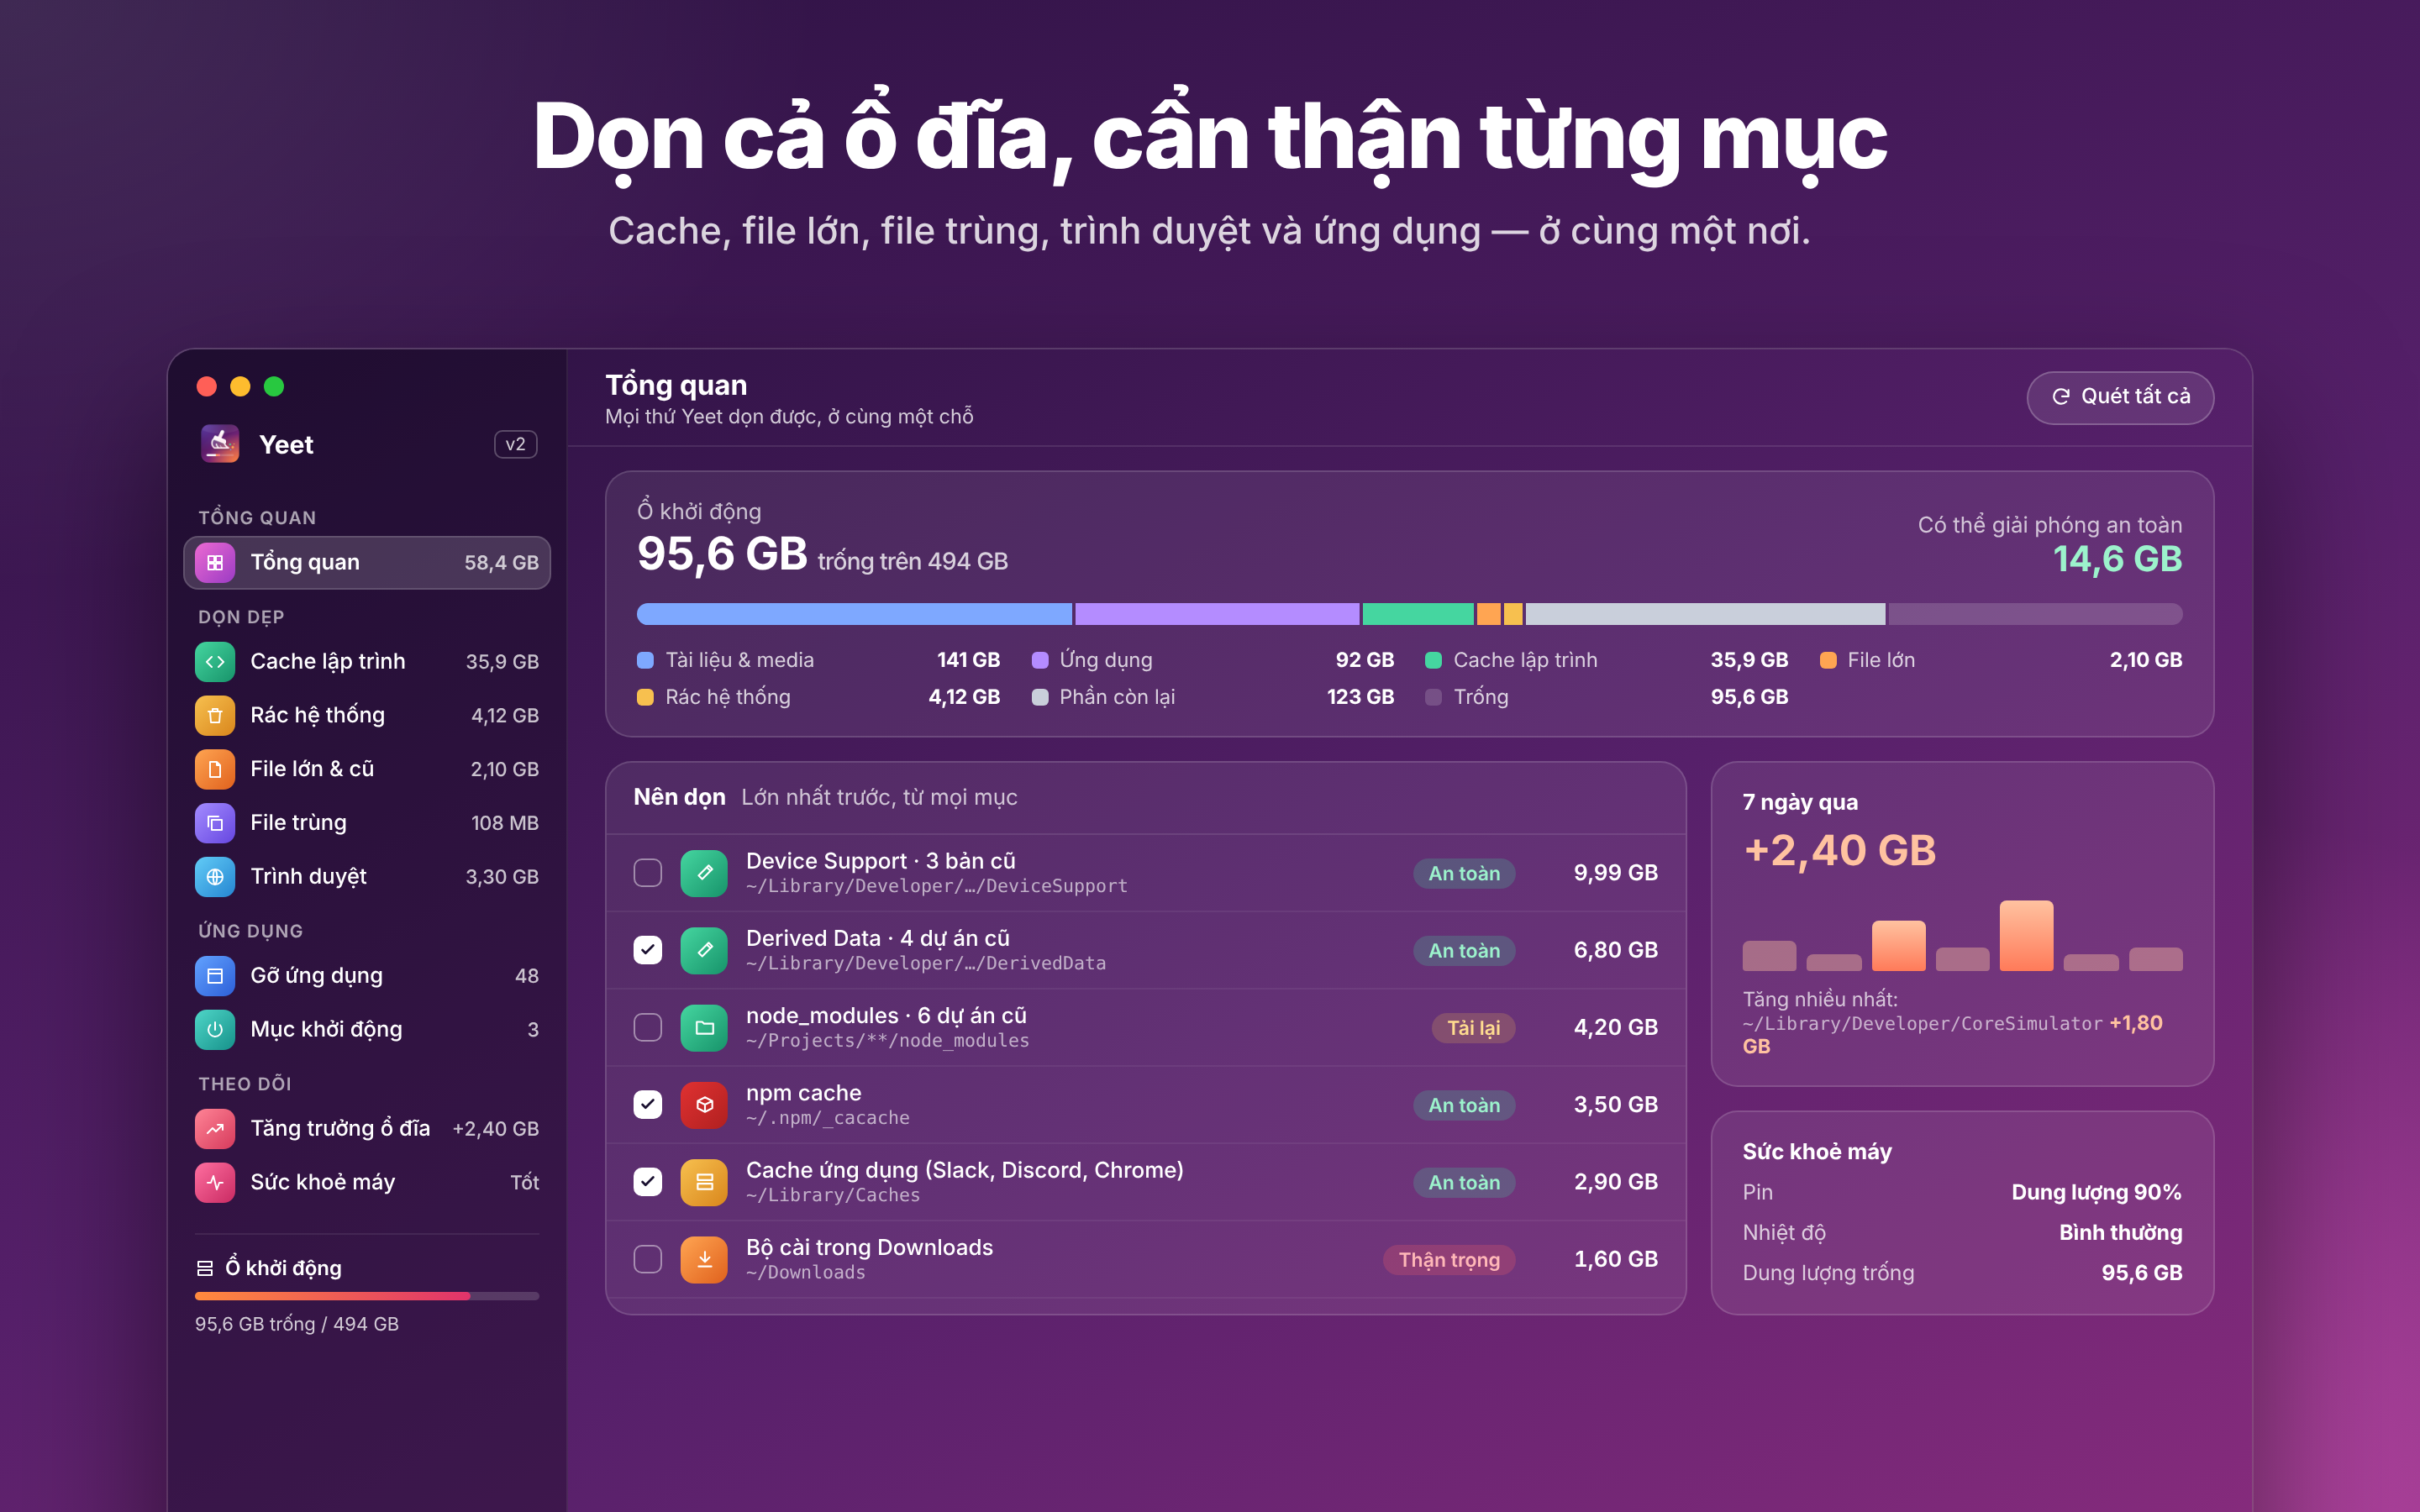 Dọn cả ổ đĩa, cẩn thận từng mục
Cache, file lớn, file trùng, trình duyệt và ứng dụng — ở cùng một nơi.
Yeet v2
TỔNG QUAN
Tổng quan 58,4 GB
DỌN DẸP
Cache lập trình 35,9 GB
Rác hệ thống 4,12 GB
File lớn & cũ 2,10 GB
File trùng 108 MB
Trình duyệt 3,30 GB
ỨNG DỤNG
Gỡ ứng dụng 48
Mục khởi động 3
THEO DÕI
Tăng trưởng ổ đĩa +2,40 GB
Sức khoẻ máy Tốt
Ổ khởi động
95,6 GB trống / 494 GB
Tổng quan
Mọi thứ Yeet dọn được, ở cùng một chỗ
Quét tất cả
Ổ khởi động
95,6 GB trống trên 494 GB
Có thể giải phóng an toàn
14,6 GB
Tài liệu & media 141 GB Ứng dụng 92 GB Cache lập trình 35,9 GB File lớn 2,10 GB
Rác hệ thống 4,12 GB Phần còn lại 123 GB Trống 95,6 GB
Nên dọn Lớn nhất trước, từ mọi mục
Device Support · 3 bản cũ An toàn 9,99 GB
~/Library/Developer/…/DeviceSupport
Derived Data · 4 dự án cũ An toàn 6,80 GB
~/Library/Developer/…/DerivedData
node_modules · 6 dự án cũ Tải lại 4,20 GB
~/Projects/**/node_modules
npm cache An toàn 3,50 GB
~/.npm/_cacache
Cache ứng dụng (Slack, Discord, Chrome) An toàn 2,90 GB
~/Library/Caches
Bộ cài trong Downloads Thận trọng 1,60 GB
~/Downloads
7 ngày qua
+2,40 GB
Tăng nhiều nhất:
~/Library/Developer/CoreSimulator +1,80
GB
Sức khoẻ máy
Pin Dung lượng 90%
Nhiệt độ Bình thường
Dung lượng trống 95,6 GB